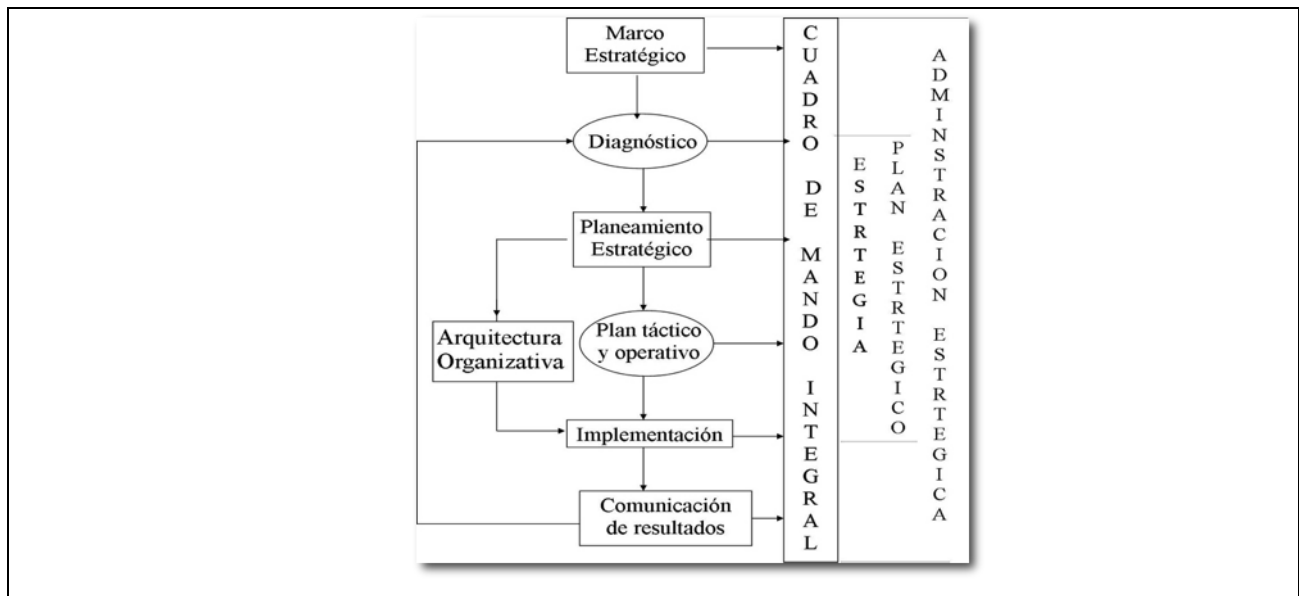 Marco
Estratégico
Diagnóstico
Planeamiento
Estratégico
Arquitectura
Organizativa
Plan táctico
y operativo
Implementación
Comunicación
de resultados
CUADRO DE MANDO INTEGRAL
ESTRTEGIA
PLAN ESTRTEGICO
ADMINSTRACION ESTRTEGICA